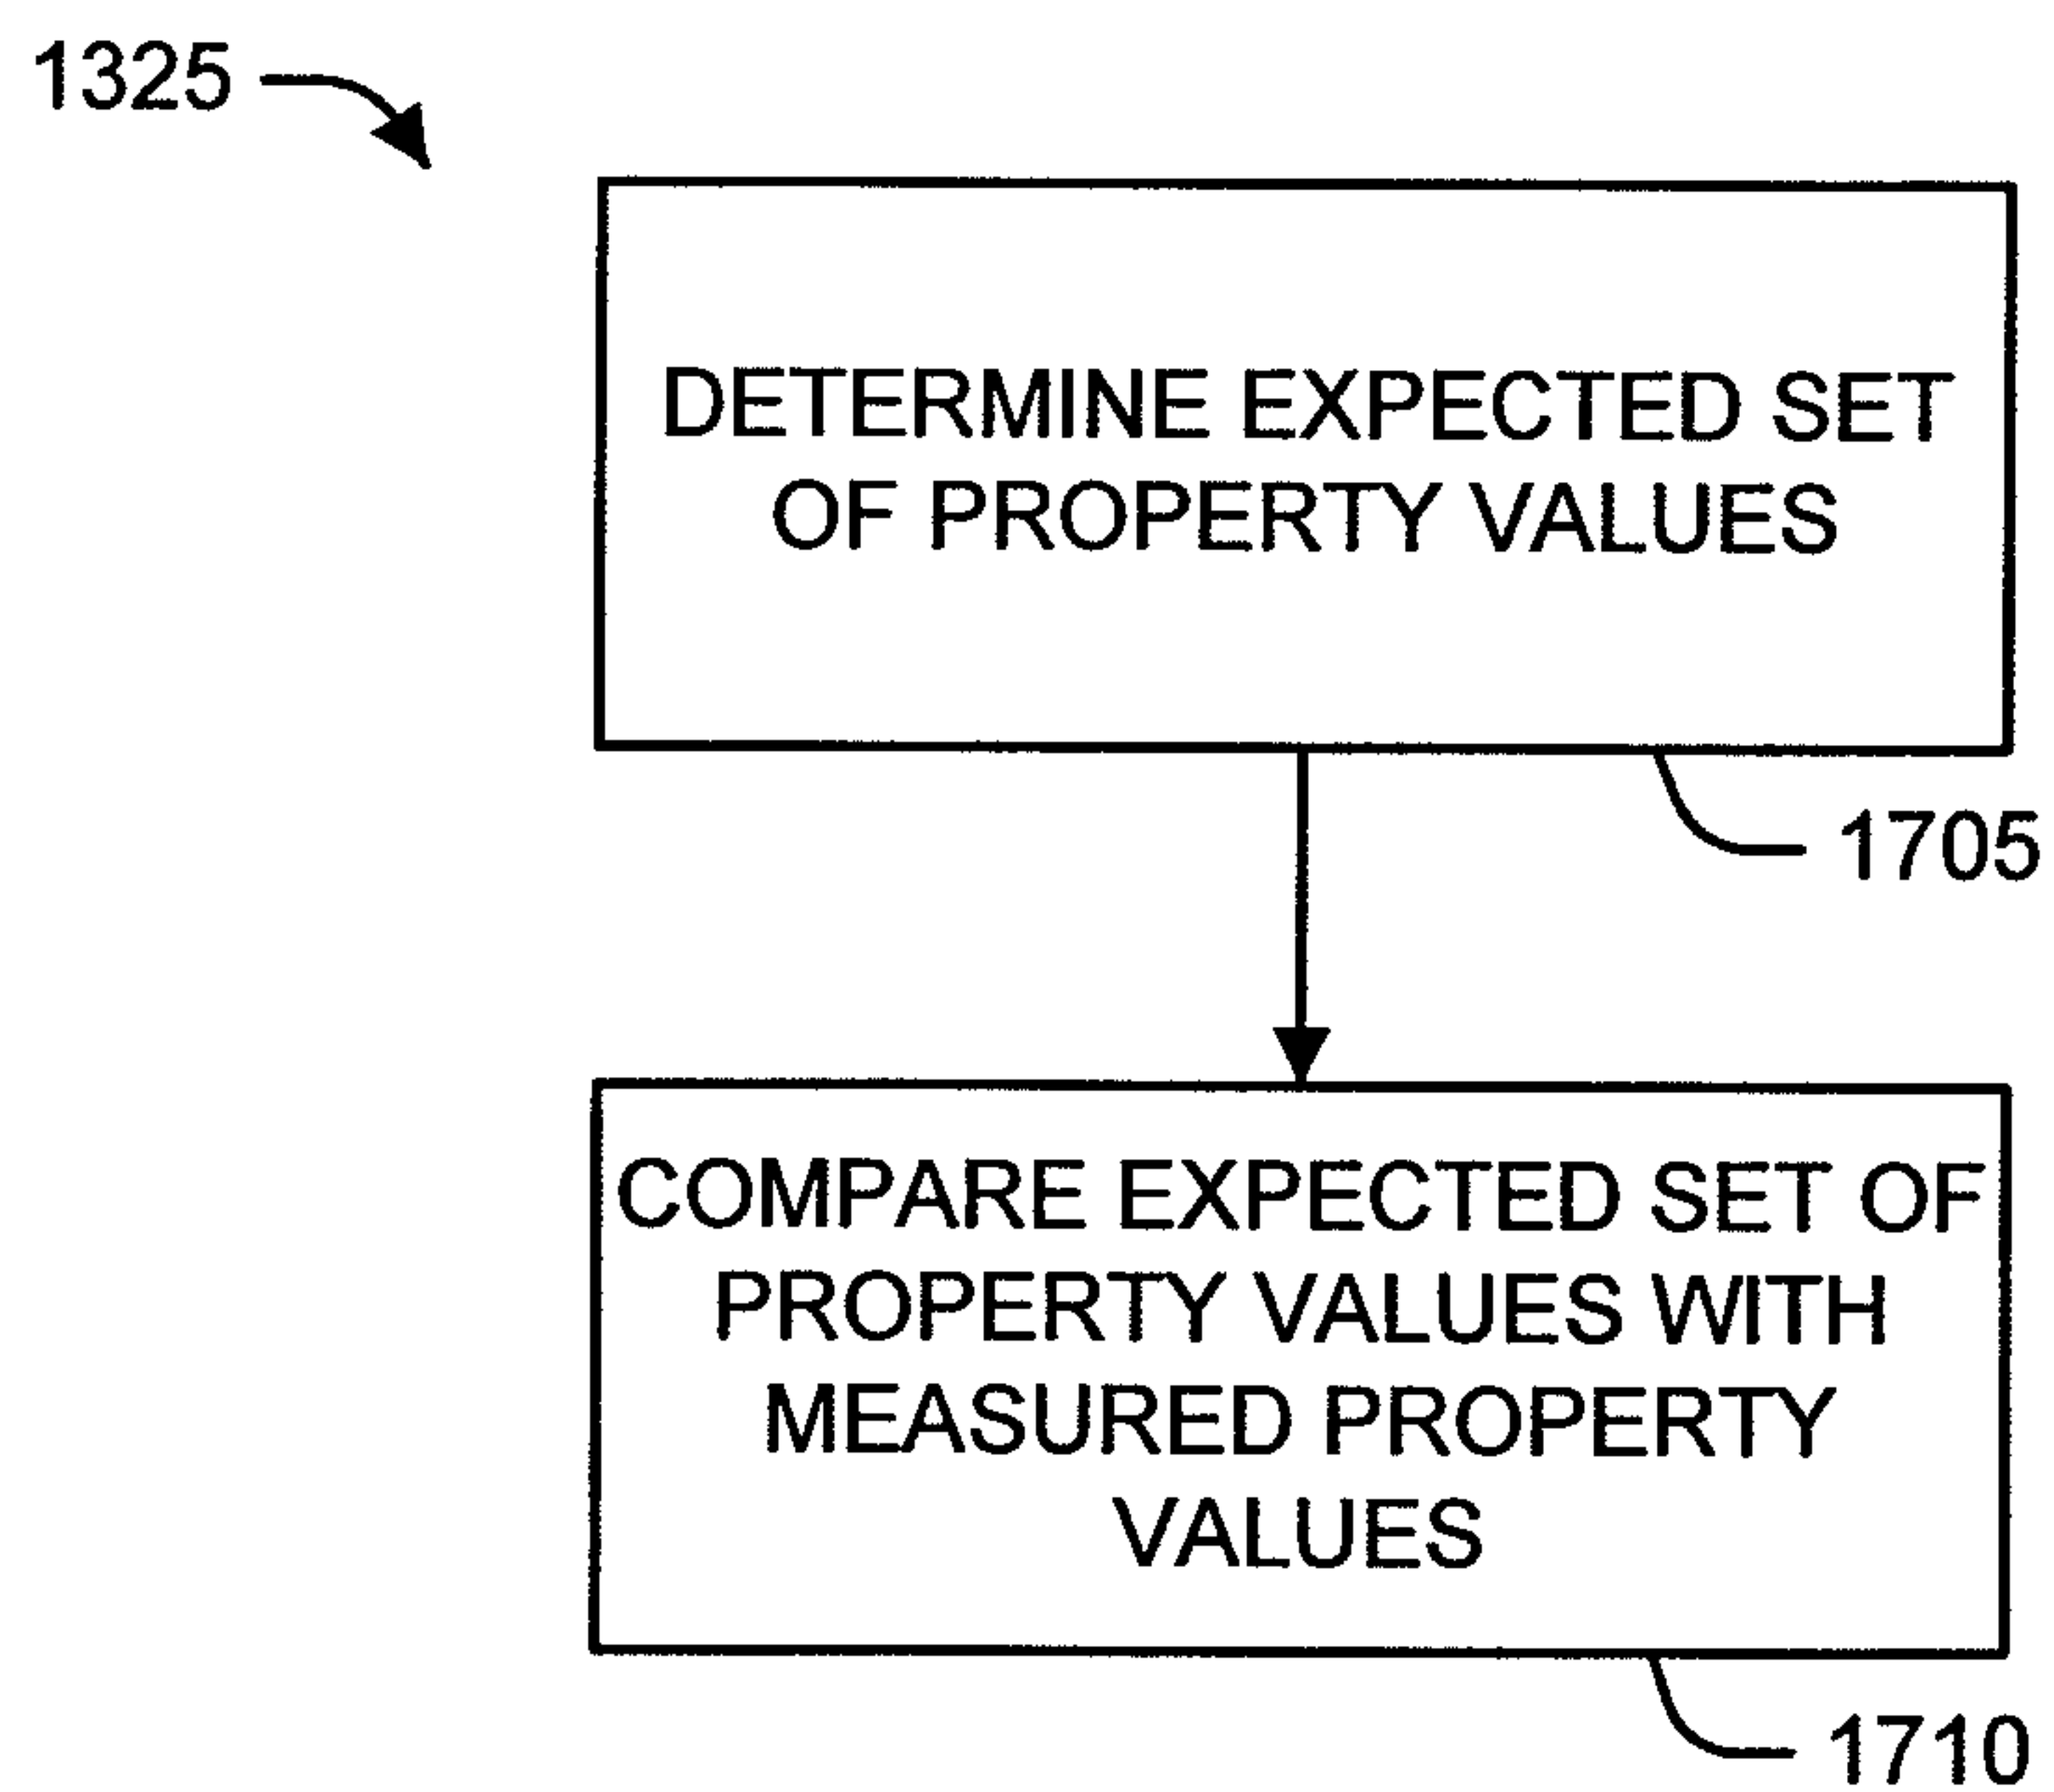 1325
DETERMINE EXPECTED SET
OF PROPERTY VALUES
1705
COMPARE EXPECTED SET OF
PROPERTY VALUES WITH
MEASURED PROPERTY
VALUES
1710